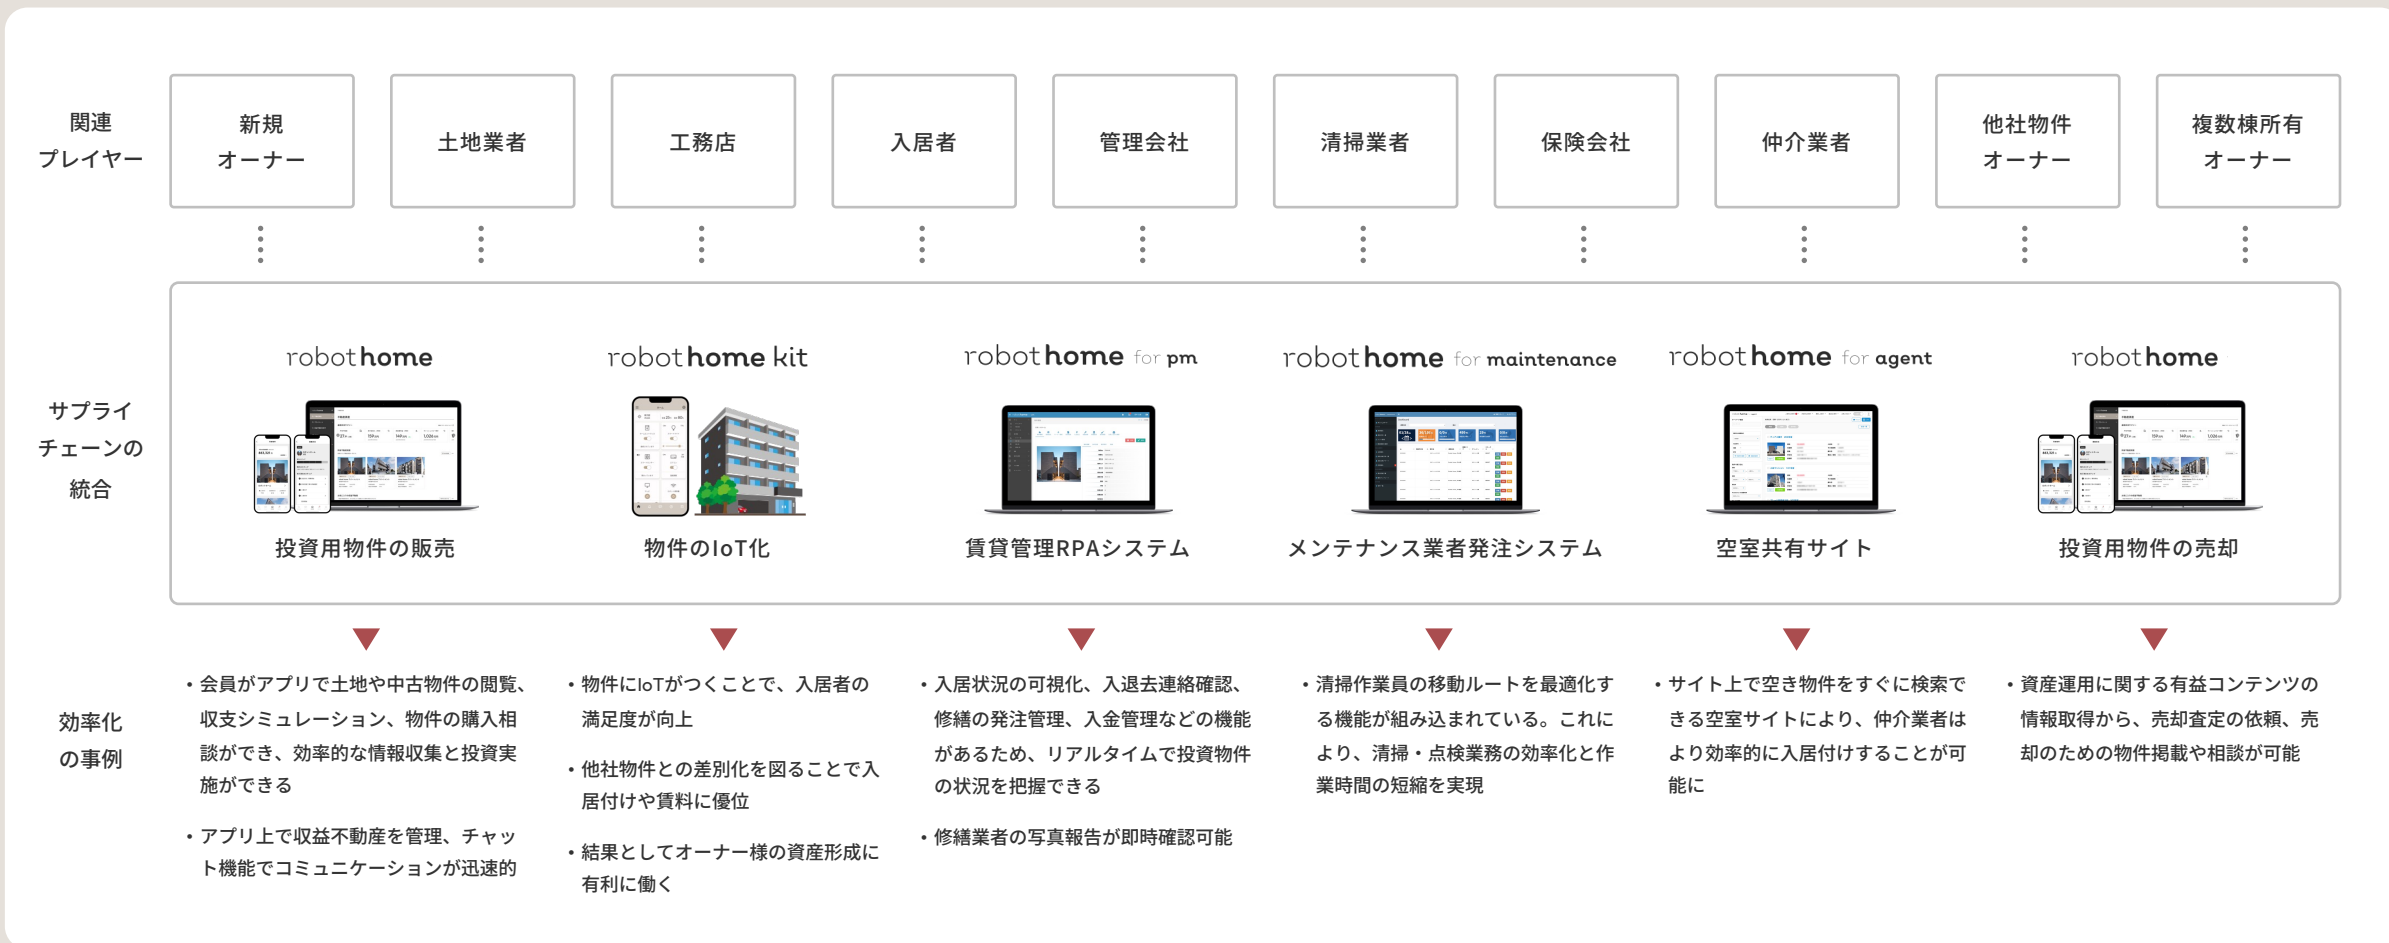 関連
プレイヤー
新規
オーナー
土地業者
工務店
入居者
管理会社
清掃業者
保険会社
仲介業者
他社物件
オーナー
複数棟所有
オーナー
サプライ
チェーンの
統合
robot home
投資用物件の販売
robot home kit
物件のIoT化
robot home for pm
賃貸管理RPAシステム
robot home for maintenance
メンテナンス業者発注システム
robot home for agent
空室共有サイト
robot home
投資用物件の売却
効率化
の事例
・会員がアプリで土地や中古物件の閲覧、
収支シミュレーション、物件の購入相
談ができ、効率的な情報収集と投資実
施ができる
・アプリ上で収益不動産を管理、チャッ
ト機能でコミュニケーションが迅速的
・物件にIoTがつくことで、入居者の
満足度が向上
・他社物件との差別化を図ることで入
居付けや賃料に優位
・結果としてオーナー様の資産形成に
有利に働く
・入居状況の可視化、入退去連絡確認、
修繕の発注管理、入金管理などの機能
があるため、リアルタイムで投資物件
の状況を把握できる
・修繕業者の写真報告が即時確認可能
・清掃作業員の移動ルートを最適化す
る機能が組み込まれている。これに
より、清掃・点検業務の効率化と作
業時間の短縮を実現
・サイト上で空き物件をすぐに検索で
きる空室サイトにより、仲介業者は
より効率的に入居付けすることが可
能に
・資産運用に関する有益コンテンツの
情報取得から、売却査定の依頼、売
却のための物件掲載や相談が可能